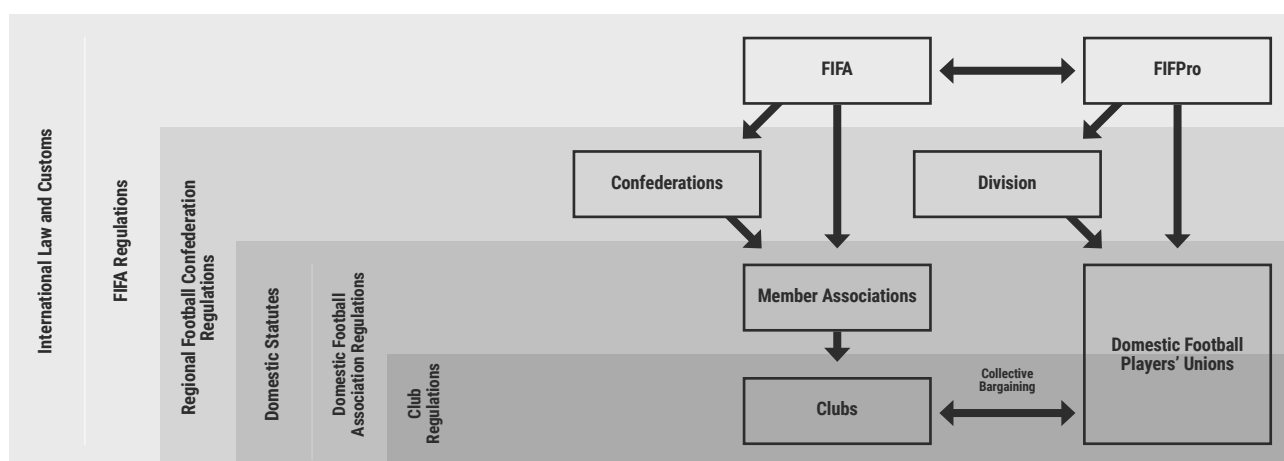 International Law and Customs
FIFA Regulations
Regional Football Confederation
Regulations
Domestic Statutes
Domestic Football
Association Regulations
Club
Regulations
FIFA
FIFPro
Confederations
Division
Member Associations
Domestic Football
Players’ Unions
Collective
Bargaining
Clubs